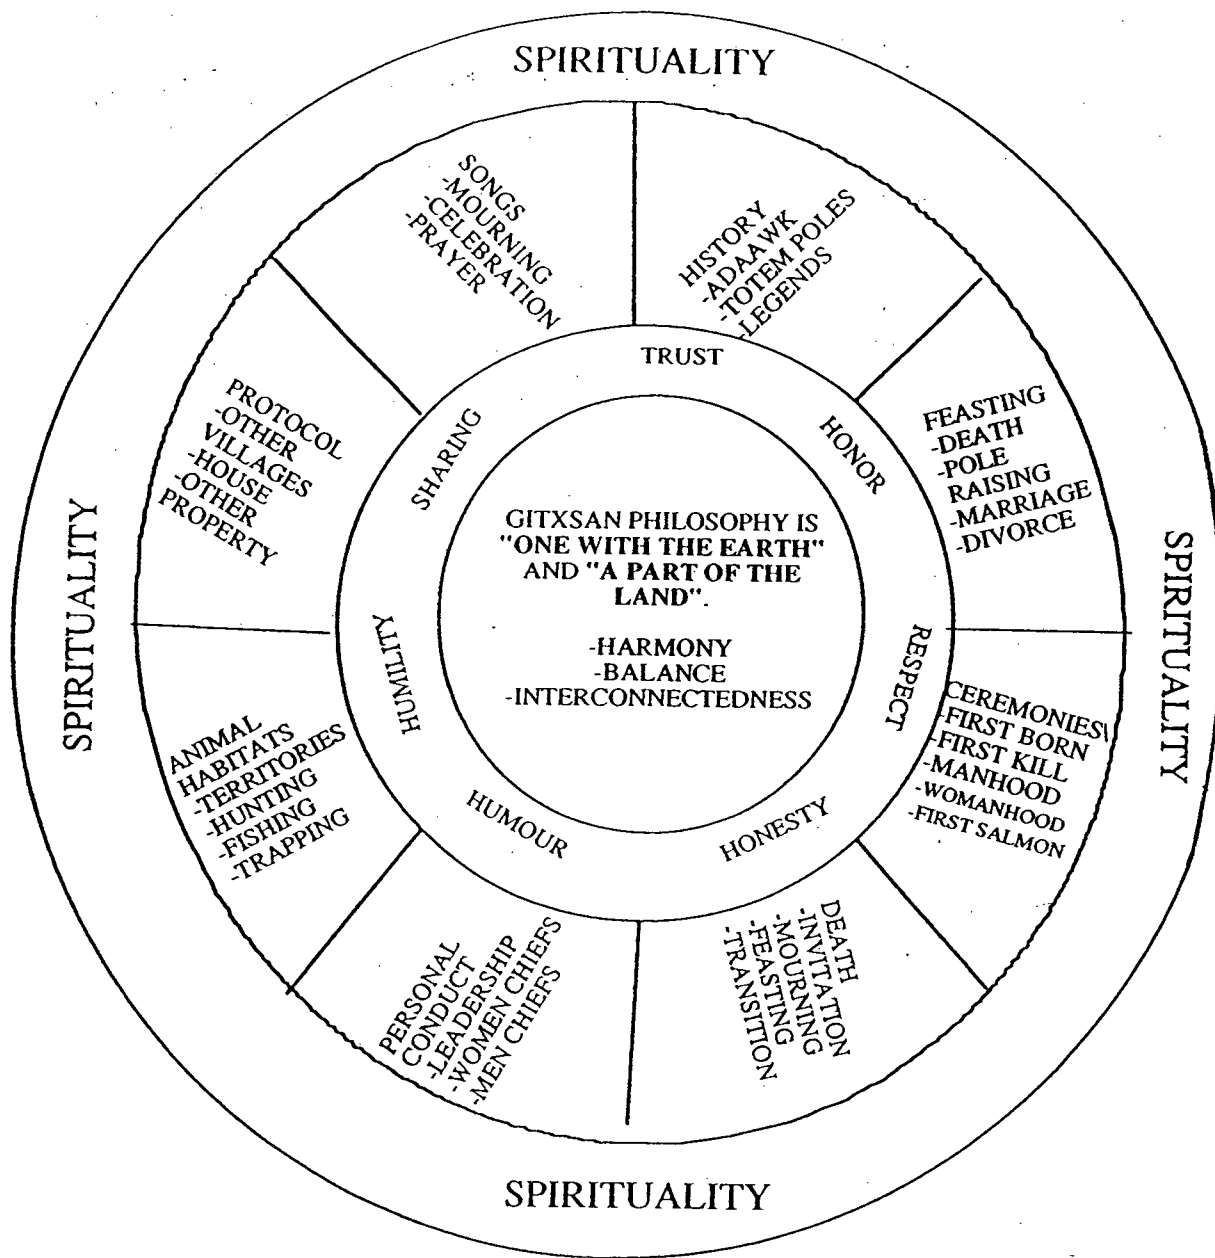 SPIRITUALITY
SONGS
-MOURNING
-CELEBRATION
-PRAYER
HISTORY
-ADAAWK
-TOTEM POLES
-LEGENDS
FEASTING
-DEATH
-POLE
RAISING
-MARRIAGE
-DIVORCE
CEREMONIES\
-FIRST BORN
-FIRST KILL
-MANHOOD
-WOMANHOOD
-FIRST SALMON
DEATH
-INVITATION
-MOURNING
-FEASTING
-TRANSITION
PERSONAL
CONDUCT
-LEADERSHIP
-WOMEN CHIEFS
-MEN CHIEFS
ANIMAL
HABITATS
-TERRITORIES
-HUNTING
-FISHING
-TRAPPING
PROTOCOL
-OTHER
VILLAGES
-HOUSE
-OTHER
PROPERTY
TRUST
HONOR
RESPECT
HONESTY
HUMOUR
HUMILITY
SHARING
GITXSAN PHILOSOPHY IS
"ONE WITH THE EARTH"
AND "A PART OF THE
LAND".
-HARMONY
-BALANCE
-INTERCONNECTEDNESS
SPIRITUALITY
SPIRITUALITY
SPIRITUALITY